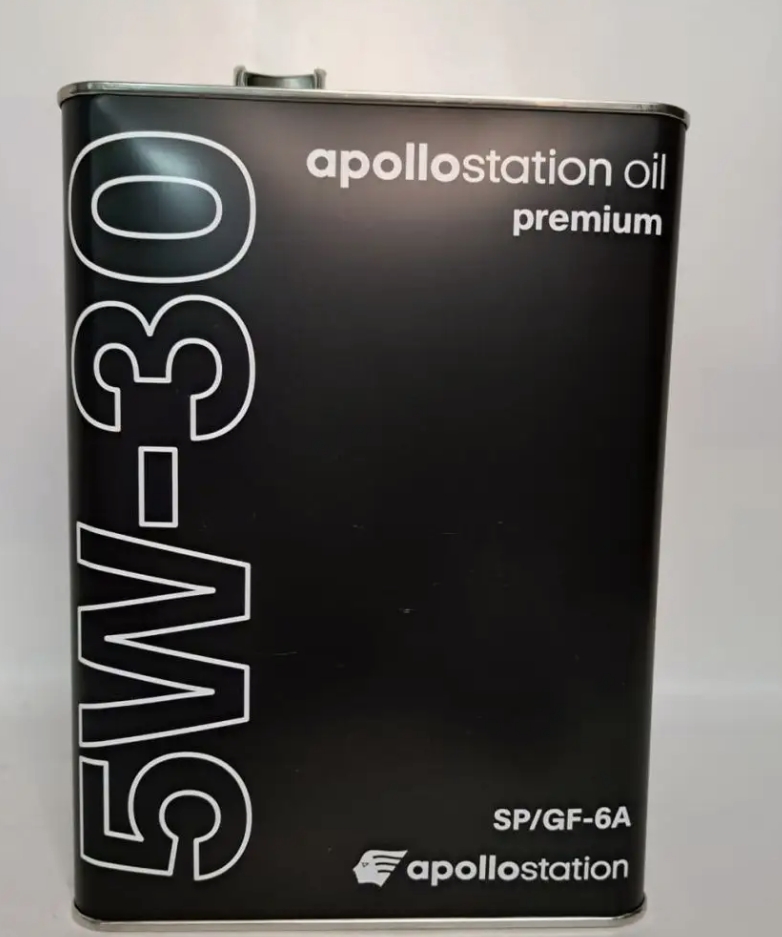 apollostation oil
premium
5W-30
SP/GF-6A
apollostation